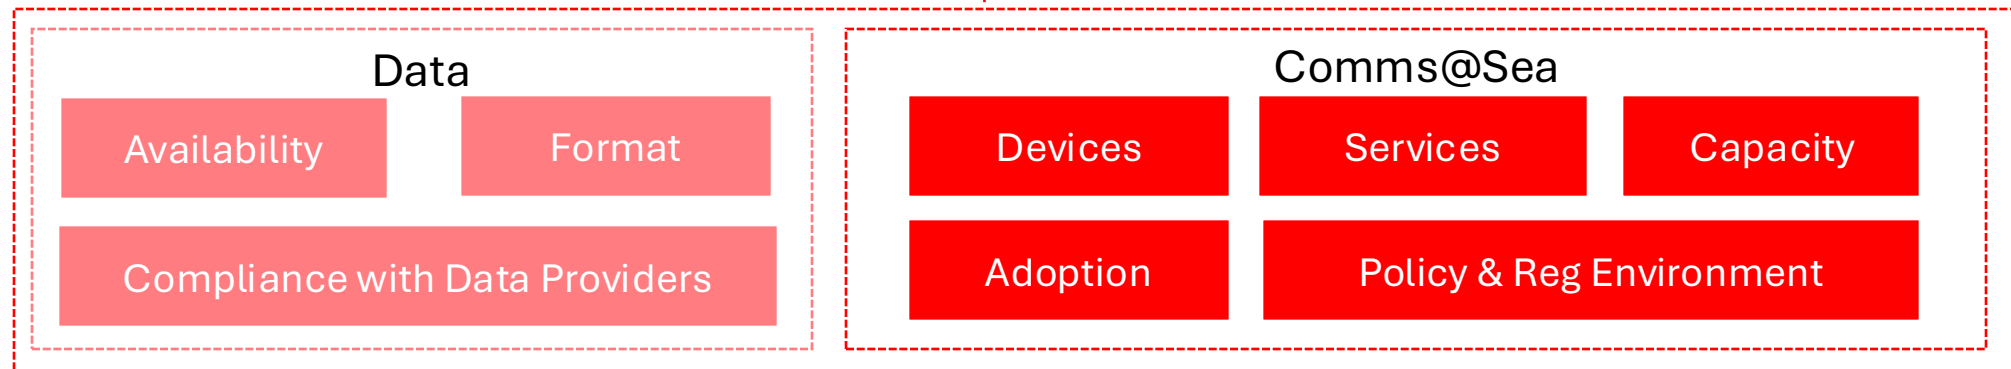 Data
Availability
Format
Compliance with Data Providers
Comms@Sea
Devices
Services
Capacity
Adoption
Policy & Reg Environment